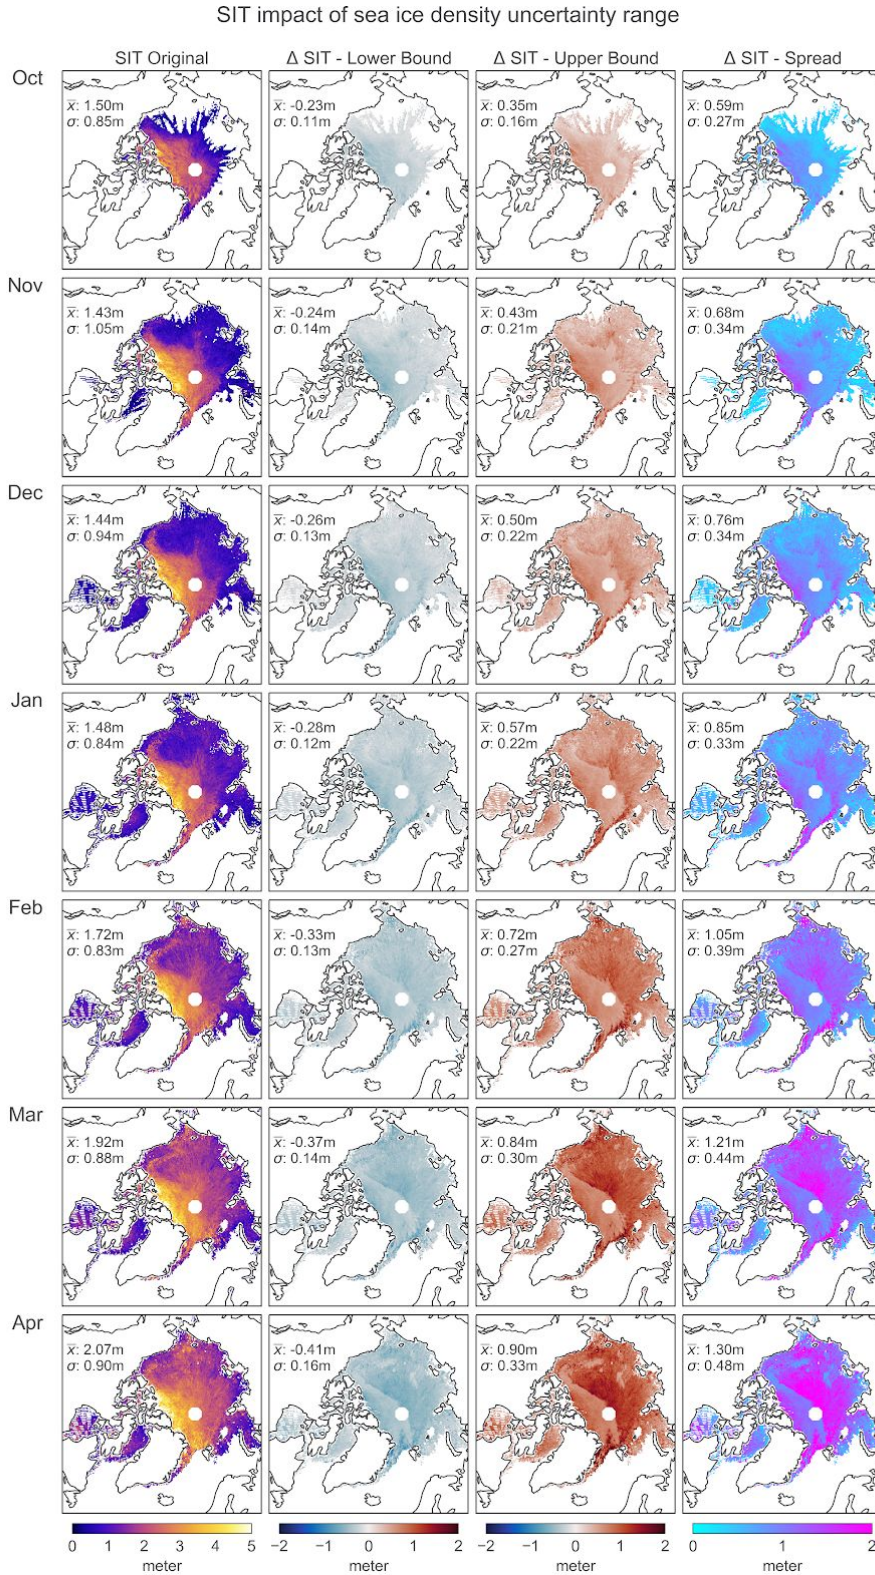 SIT impact of sea ice density uncertainty range
SIT Original
Δ SIT - Lower Bound
Δ SIT - Upper Bound
Δ SIT - Spread
Oct
x̅: 1.50m
σ: 0.85m
x̅: -0.23m
σ: 0.11m
x̅: 0.35m
σ: 0.16m
x̅: 0.59m
σ: 0.27m
Nov
x̅: 1.43m
σ: 1.05m
x̅: -0.24m
σ: 0.14m
x̅: 0.43m
σ: 0.21m
x̅: 0.68m
σ: 0.34m
Dec
x̅: 1.44m
σ: 0.94m
x̅: -0.26m
σ: 0.13m
x̅: 0.50m
σ: 0.22m
x̅: 0.76m
σ: 0.34m
Jan
x̅: 1.48m
σ: 0.84m
x̅: -0.28m
σ: 0.12m
x̅: 0.57m
σ: 0.22m
x̅: 0.85m
σ: 0.33m
Feb
x̅: 1.72m
σ: 0.83m
x̅: -0.33m
σ: 0.13m
x̅: 0.72m
σ: 0.27m
x̅: 1.05m
σ: 0.39m
Mar
x̅: 1.92m
σ: 0.88m
x̅: -0.37m
σ: 0.14m
x̅: 0.84m
σ: 0.30m
x̅: 1.21m
σ: 0.44m
Apr
x̅: 2.07m
σ: 0.90m
x̅: -0.41m
σ: 0.16m
x̅: 0.90m
σ: 0.33m
x̅: 1.30m
σ: 0.48m
0 1 2 3 4 5
meter
−2 −1 0 1 2
meter
−2 −1 0 1 2
meter
0 1 2
meter